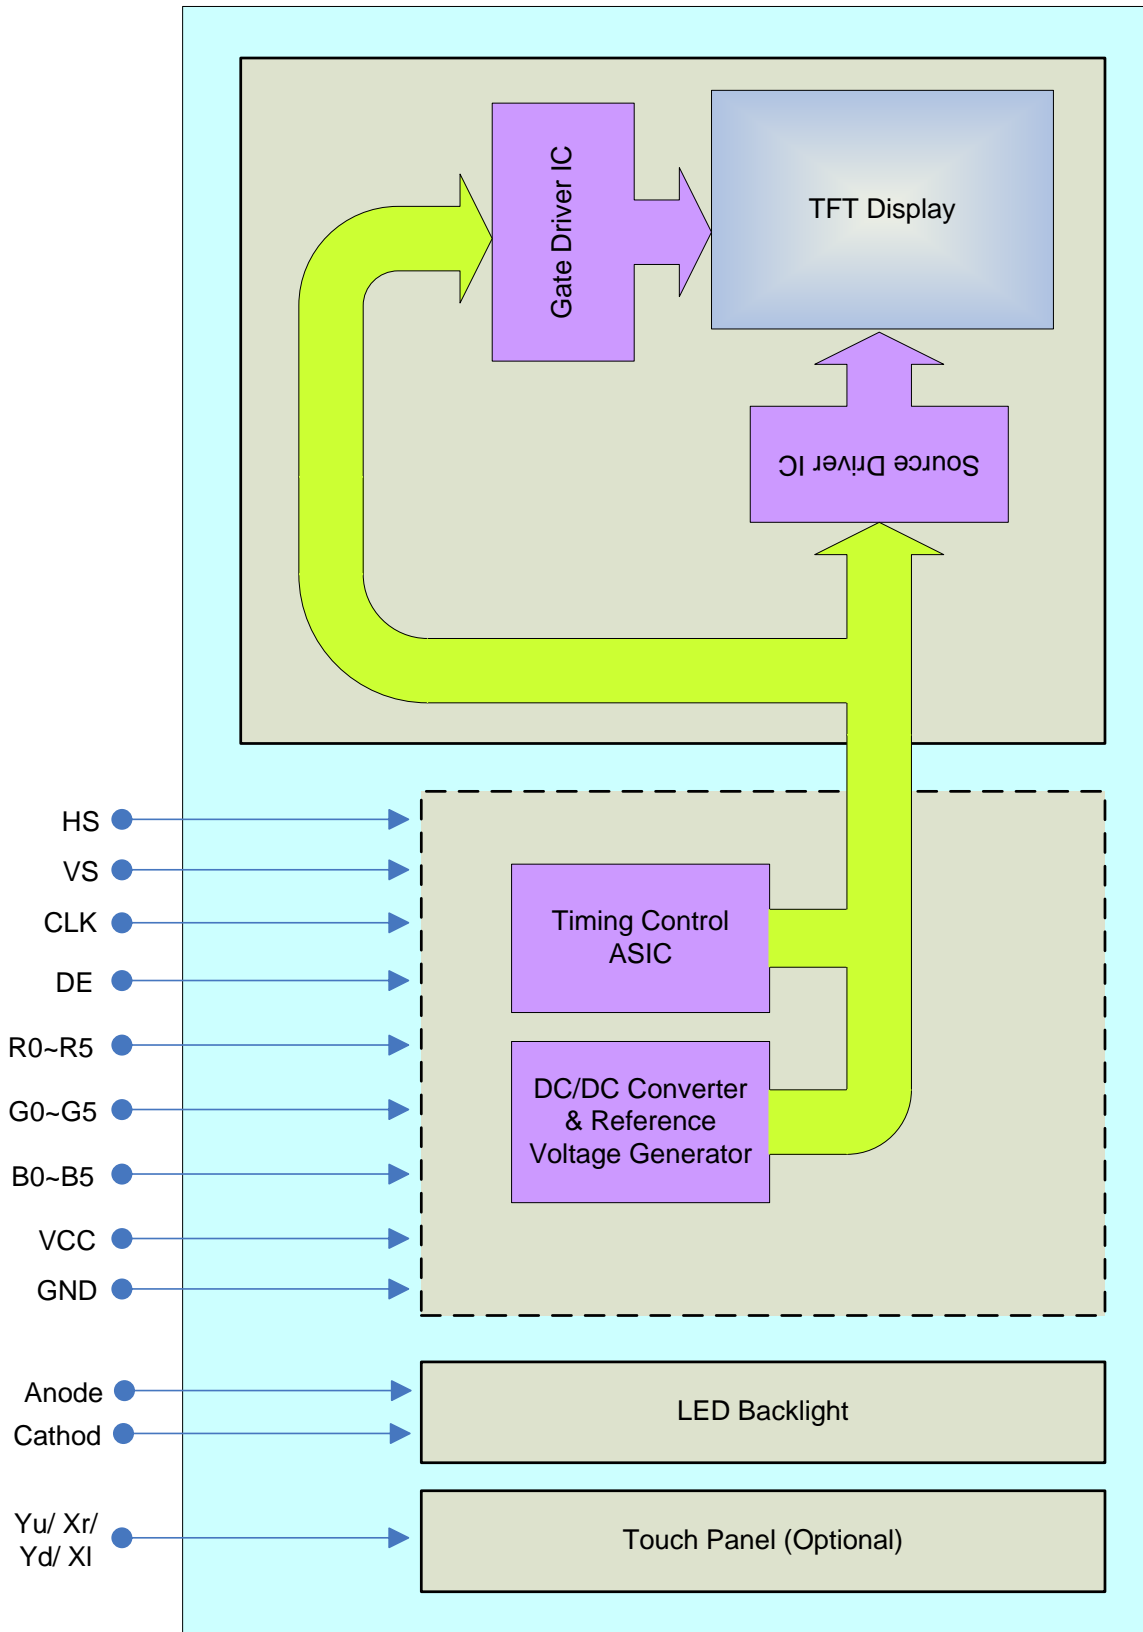 Gate Driver IC
TFT Display
Source Driver IC
HS
VS
CLK
DE
R0~R5
G0~G5
B0~B5
VCC
GND
Timing Control
ASIC
DC/DC Converter
& Reference
Voltage Generator
Anode
Cathod
LED Backlight
Yu/ Xr/
Yd/ Xl
Touch Panel (Optional)